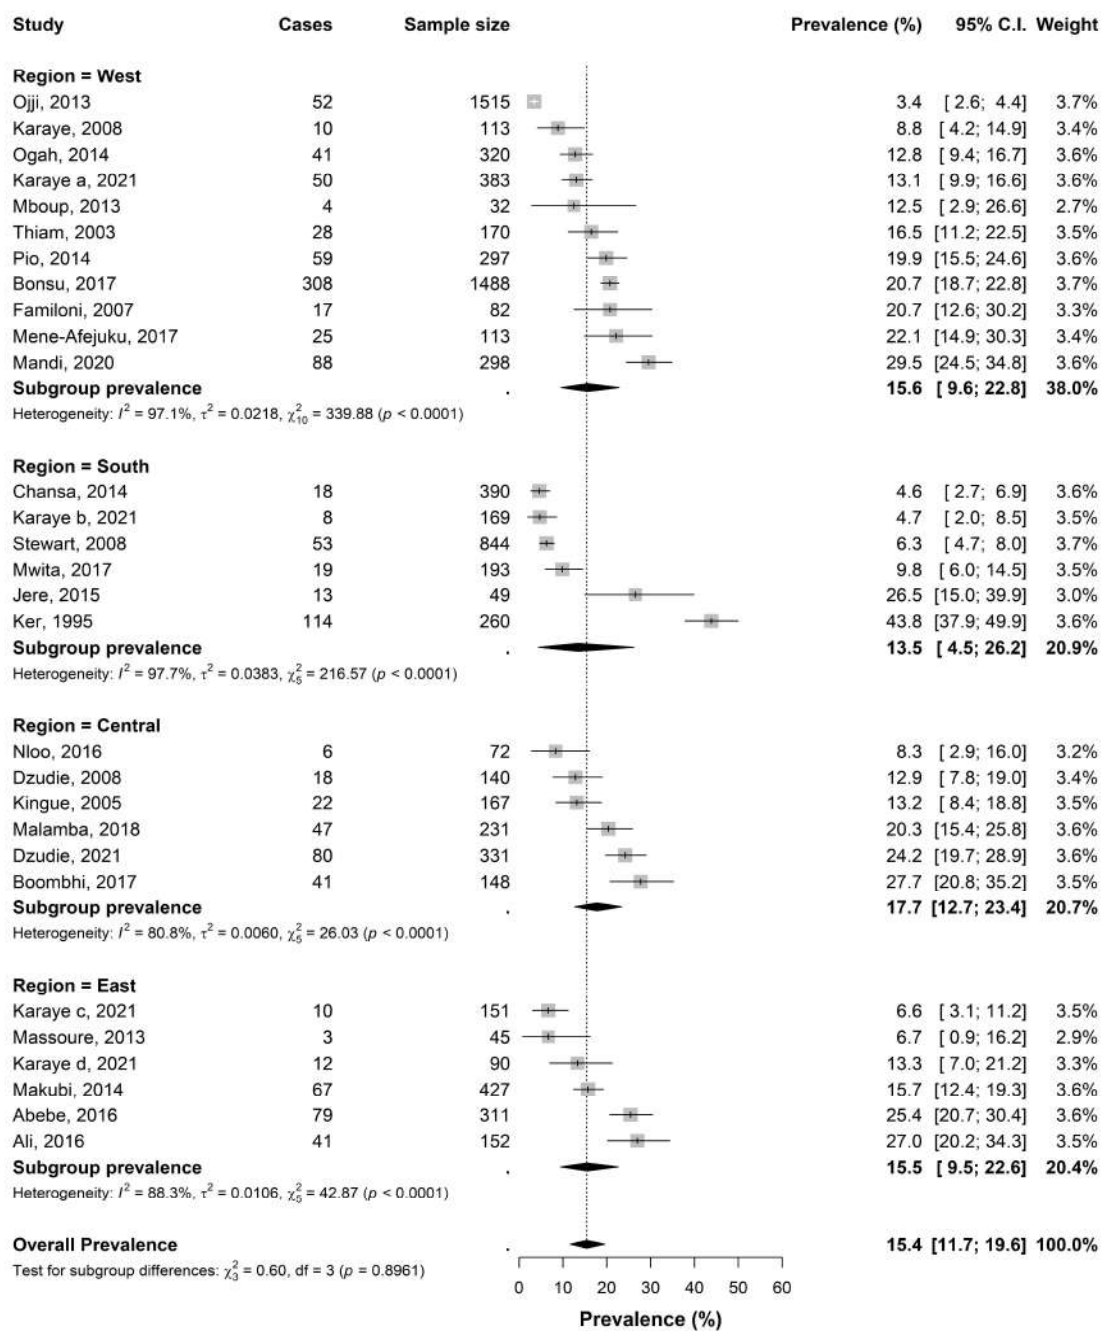 Study Cases Sample size Prevalence (%) 95% C.I. Weight
Region = West
Ojji, 2013 52 1515 3.4 [ 2.6; 4.4] 3.7%
Karaye, 2008 10 113 8.8 [ 4.2; 14.9] 3.4%
Ogah, 2014 41 320 12.8 [ 9.4; 16.7] 3.6%
Karaye a, 2021 50 383 13.1 [ 9.9; 16.6] 3.6%
Mboup, 2013 4 32 12.5 [ 2.9; 26.6] 2.7%
Thiam, 2003 28 170 16.5 [11.2; 22.5] 3.5%
Pio, 2014 59 297 19.9 [15.5; 24.6] 3.6%
Bonsu, 2017 308 1488 20.7 [18.7; 22.8] 3.7%
Familoni, 2007 17 82 20.7 [12.6; 30.2] 3.3%
Mene-Afejuku, 2017 25 113 22.1 [14.9; 30.3] 3.4%
Mandi, 2020 88 298 29.5 [24.5; 34.8] 3.6%
Subgroup prevalence . 15.6 [ 9.6; 22.8] 38.0%
Heterogeneity: I² = 97.1%, τ² = 0.0218, χ²₁₀ = 339.88 (p < 0.0001)
Region = South
Chansa, 2014 18 390 4.6 [ 2.7; 6.9] 3.6%
Karaye b, 2021 8 169 4.7 [ 2.0; 8.5] 3.5%
Stewart, 2008 53 844 6.3 [ 4.7; 8.0] 3.7%
Mwita, 2017 19 193 9.8 [ 6.0; 14.5] 3.5%
Jere, 2015 13 49 26.5 [15.0; 39.9] 3.0%
Ker, 1995 114 260 43.8 [37.9; 49.9] 3.6%
Subgroup prevalence . 13.5 [ 4.5; 26.2] 20.9%
Heterogeneity: I² = 97.7%, τ² = 0.0383, χ²₅ = 216.57 (p < 0.0001)
Region = Central
Nloo, 2016 6 72 8.3 [ 2.9; 16.0] 3.2%
Dzudie, 2008 18 140 12.9 [ 7.8; 19.0] 3.4%
Kingue, 2005 22 167 13.2 [ 8.4; 18.8] 3.5%
Malamba, 2018 47 231 20.3 [15.4; 25.8] 3.6%
Dzudie, 2021 80 331 24.2 [19.7; 28.9] 3.6%
Boombhi, 2017 41 148 27.7 [20.8; 35.2] 3.5%
Subgroup prevalence . 17.7 [12.7; 23.4] 20.7%
Heterogeneity: I² = 80.8%, τ² = 0.0060, χ²₅ = 26.03 (p < 0.0001)
Region = East
Karaye c, 2021 10 151 6.6 [ 3.1; 11.2] 3.5%
Massoure, 2013 3 45 6.7 [ 0.9; 16.2] 2.9%
Karaye d, 2021 12 90 13.3 [ 7.0; 21.2] 3.3%
Makubi, 2014 67 427 15.7 [12.4; 19.3] 3.6%
Abebe, 2016 79 311 25.4 [20.7; 30.4] 3.6%
Ali, 2016 41 152 27.0 [20.2; 34.3] 3.5%
Subgroup prevalence . 15.5 [ 9.5; 22.6] 20.4%
Heterogeneity: I² = 88.3%, τ² = 0.0106, χ²₅ = 42.87 (p < 0.0001)
Overall Prevalence . 15.4 [11.7; 19.6] 100.0%
Test for subgroup differences: χ²₃ = 0.60, df = 3 (p = 0.8961)
0 10 20 30 40 50 60
Prevalence (%)